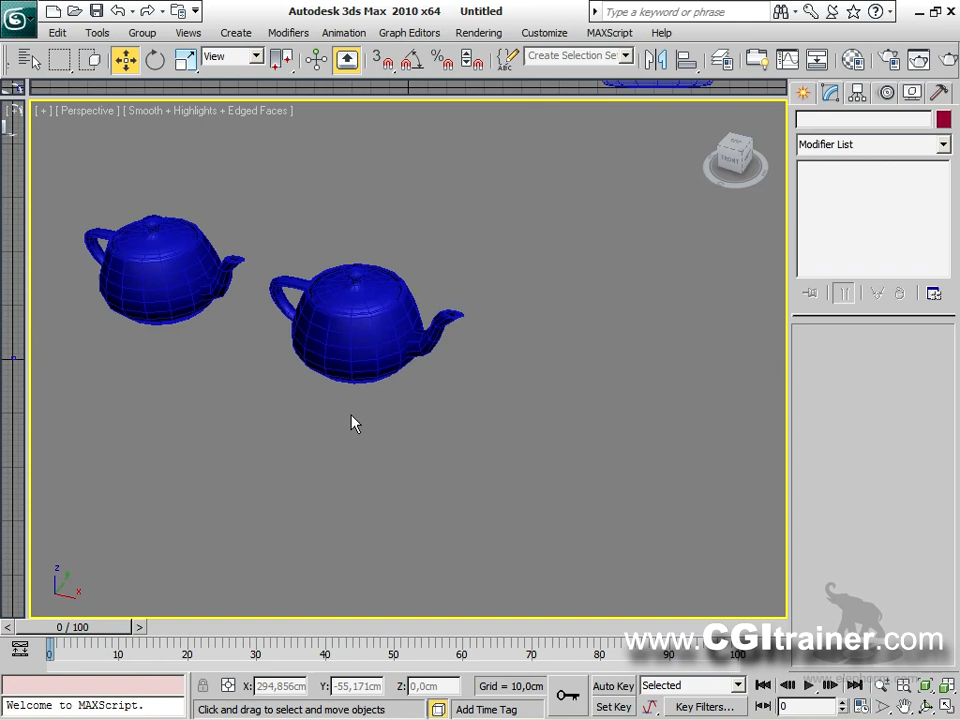 Autodesk 3ds Max 2010 x64 Untitled
Type a keyword or phrase
Edit Tools Group Views Create Modifiers Animation Graph Editors Rendering Customize MAXScript Help
View
3
Create Selection Se
[ + ] [ Perspective ] [ Smooth + Highlights + Edged Faces ]
TOP
FRONT
Modifier List
z
y
x
0 / 100
0 10 20 30 40 50 60 70 80 90 100
www.CGItrainer.com
X: 294,856cm Y: -55,171cm Z: 0,0cm Grid = 10,0cm
Auto Key Selected
Welcome to MAXScript.
Click and drag to select and move objects
Add Time Tag
Set Key
Key Filters...
0